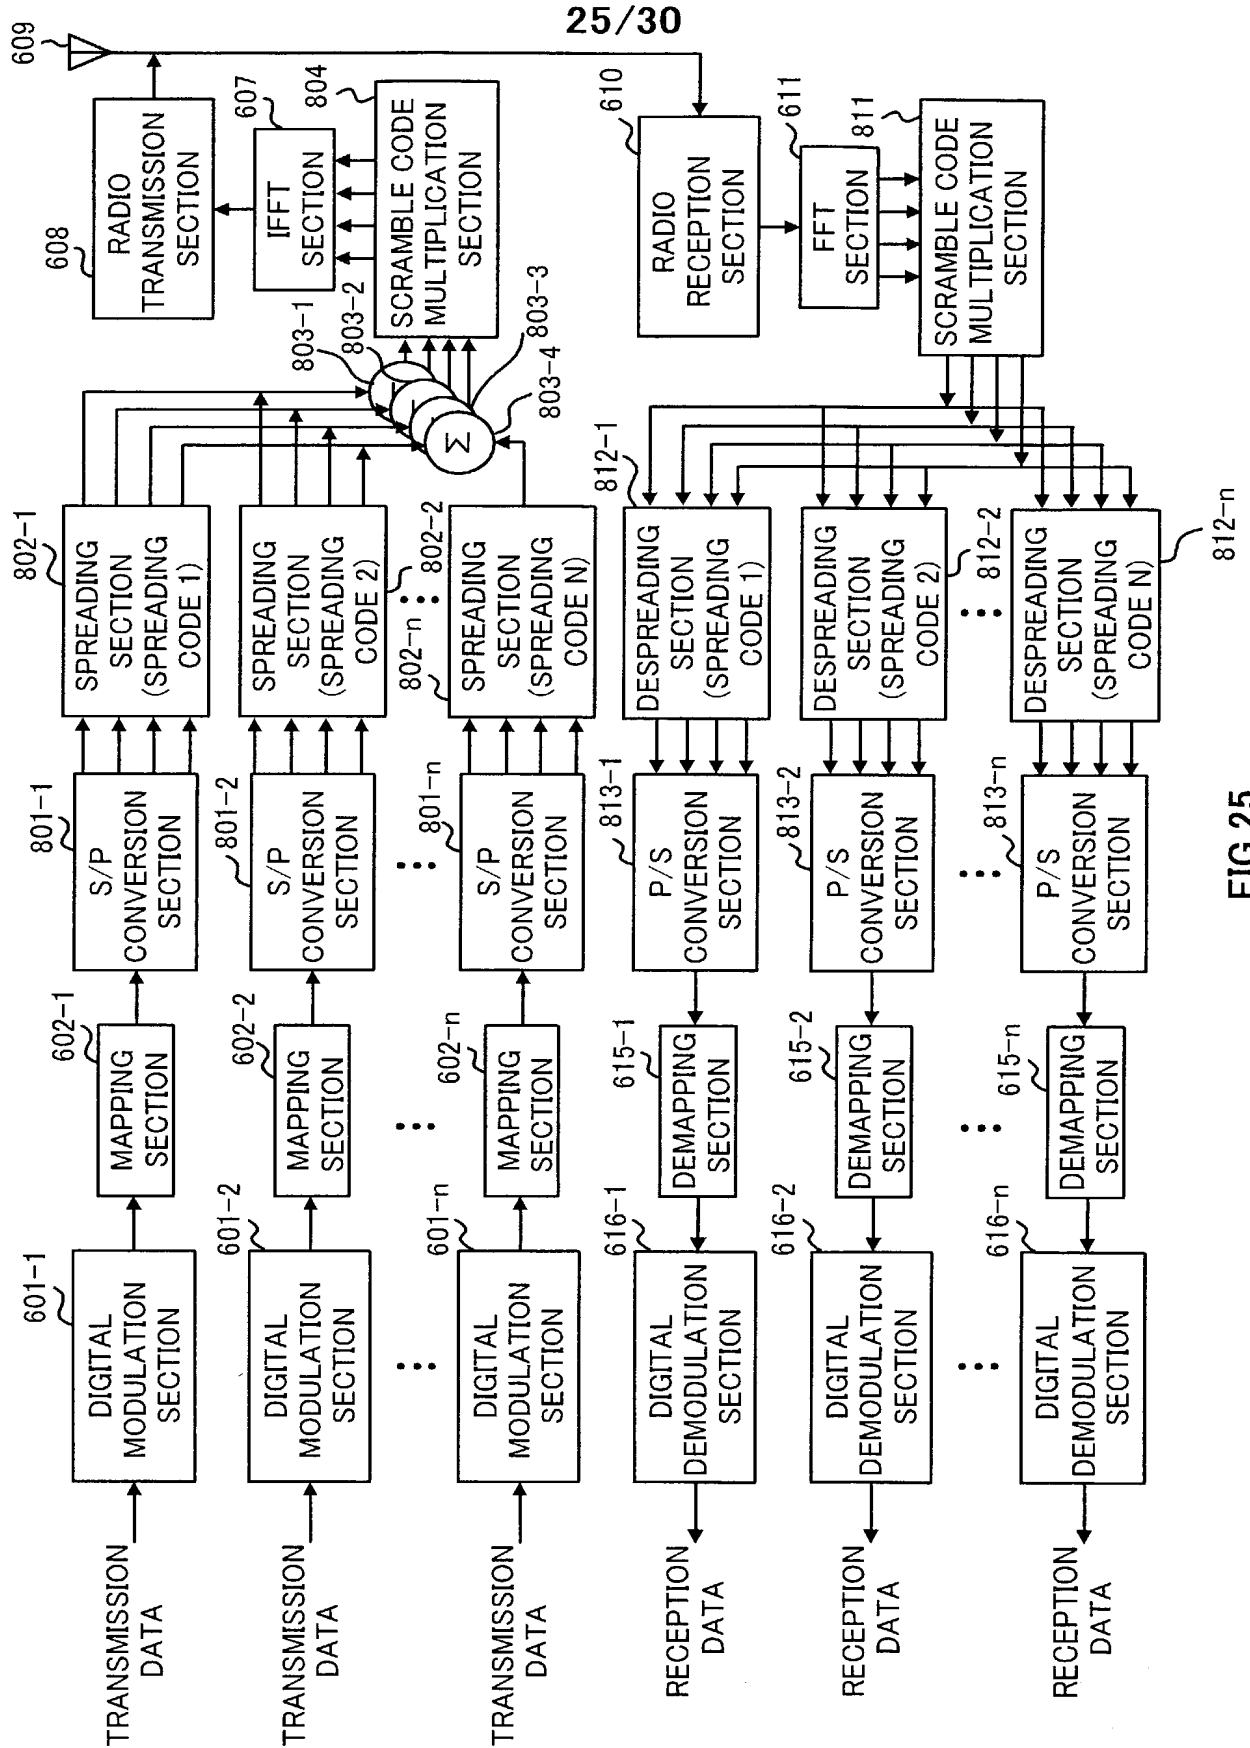 25/30
TRANSMISSION
DATA
601-1
DIGITAL
MODULATION
SECTION
602-1
MAPPING
SECTION
801-1
S/P
CONVERSION
SECTION
802-1
SPREADING
SECTION
(SPREADING
CODE 1)
608
RADIO
TRANSMISSION
SECTION
609
607
IFFT
SECTION
804
SCRAMBLE CODE
MULTIPLICATION
SECTION
803-1
803-2
803-3
803-4
Σ
TRANSMISSION
DATA
601-2
DIGITAL
MODULATION
SECTION
602-2
MAPPING
SECTION
801-2
S/P
CONVERSION
SECTION
802-2
SPREADING
SECTION
(SPREADING
CODE 2)
TRANSMISSION
DATA
601-n
DIGITAL
MODULATION
SECTION
602-n
MAPPING
SECTION
801-n
S/P
CONVERSION
SECTION
802-n
SPREADING
SECTION
(SPREADING
CODE N)
610
RADIO
RECEPTION
SECTION
611
FFT
SECTION
811
SCRAMBLE CODE
MULTIPLICATION
SECTION
RECEPTION
DATA
616-1
DIGITAL
DEMODULATION
SECTION
615-1
DEMAPPING
SECTION
813-1
P/S
CONVERSION
SECTION
812-1
DESPREADING
SECTION
(SPREADING
CODE 1)
RECEPTION
DATA
616-2
DIGITAL
DEMODULATION
SECTION
615-2
DEMAPPING
SECTION
813-2
P/S
CONVERSION
SECTION
812-2
DESPREADING
SECTION
(SPREADING
CODE 2)
RECEPTION
DATA
616-n
DIGITAL
DEMODULATION
SECTION
615-n
DEMAPPING
SECTION
813-n
P/S
CONVERSION
SECTION
812-n
DESPREADING
SECTION
(SPREADING
CODE N)
FIG.25